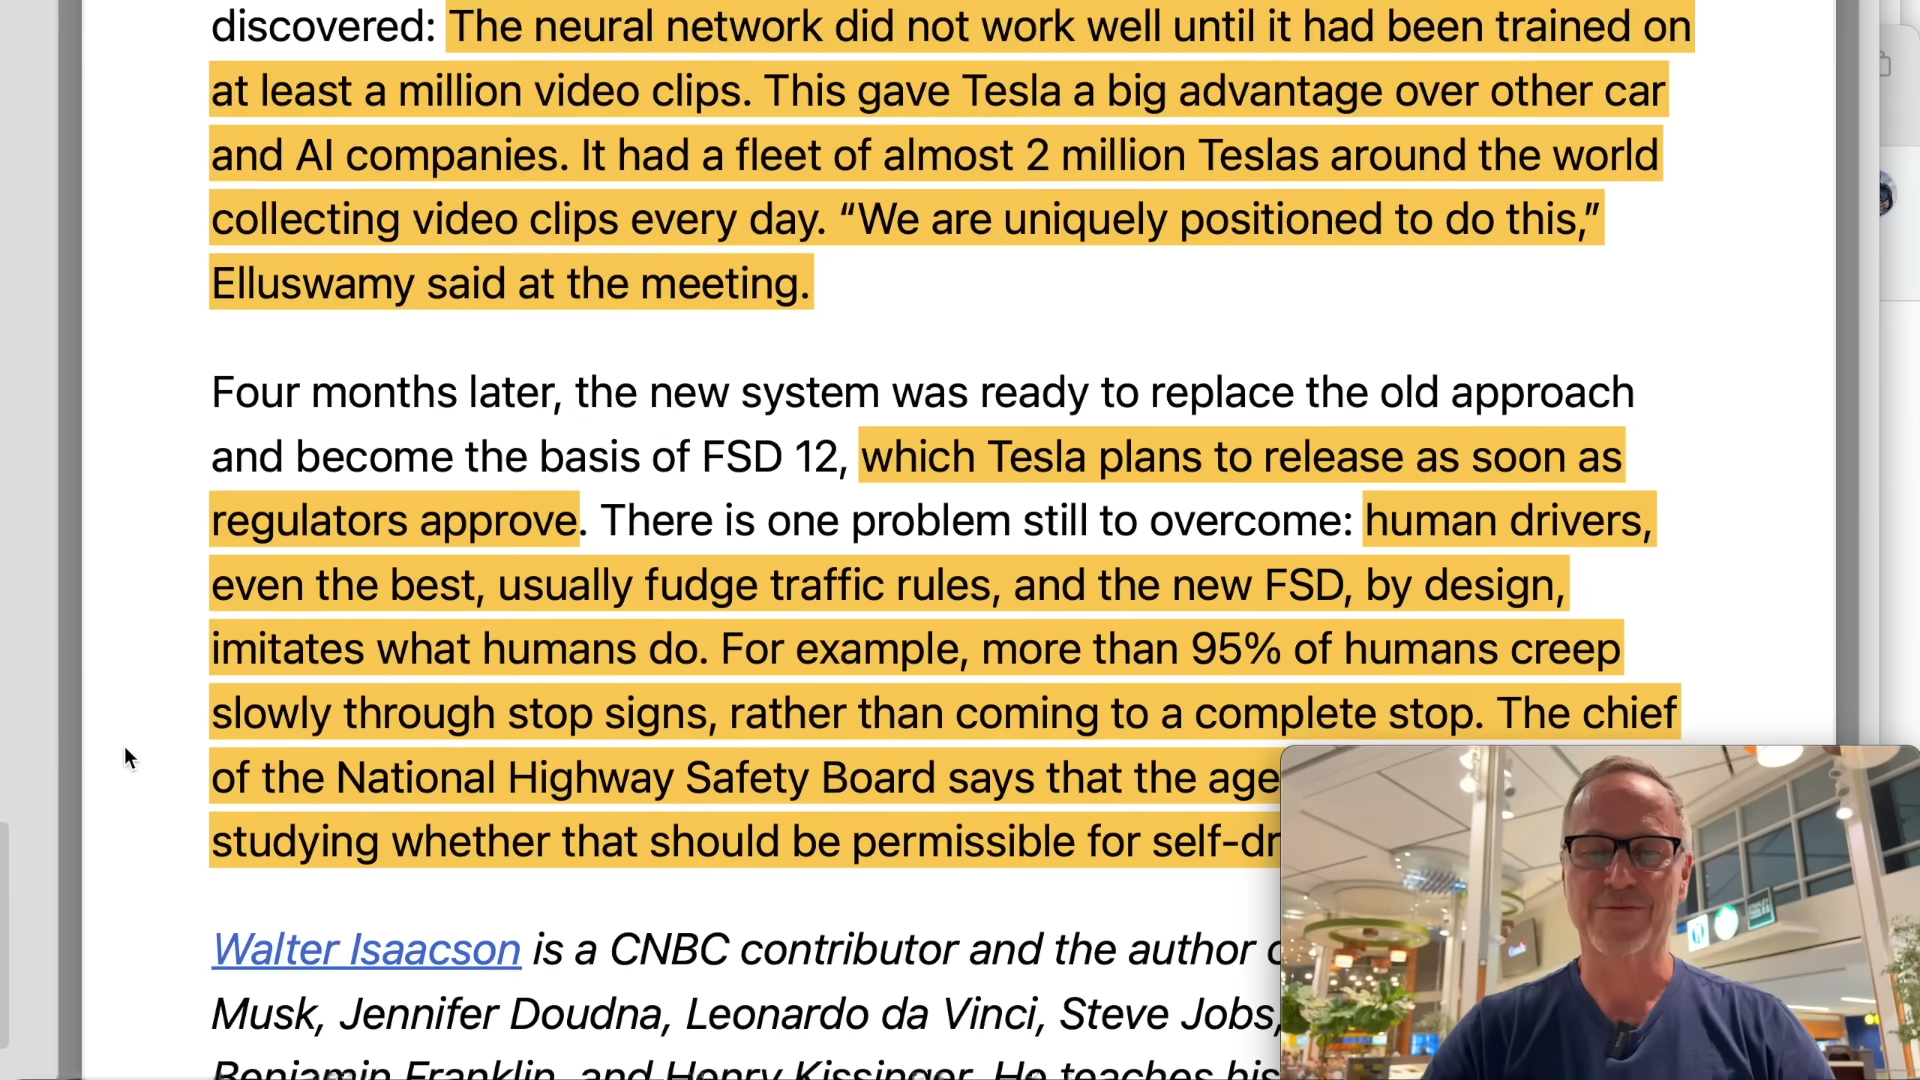 discovered: The neural network did not work well until it had been trained on
at least a million video clips. This gave Tesla a big advantage over other car
and AI companies. It had a fleet of almost 2 million Teslas around the world
collecting video clips every day. “We are uniquely positioned to do this,”
Elluswamy said at the meeting.
Four months later, the new system was ready to replace the old approach
and become the basis of FSD 12, which Tesla plans to release as soon as
regulators approve. There is one problem still to overcome: human drivers,
even the best, usually fudge traffic rules, and the new FSD, by design,
imitates what humans do. For example, more than 95% of humans creep
slowly through stop signs, rather than coming to a complete stop. The chief
of the National Highway Safety Board says that the age
studying whether that should be permissible for self-dr
Walter Isaacson is a CNBC contributor and the author
Musk, Jennifer Doudna, Leonardo da Vinci, Steve Jobs,
Benjamin Franklin, and Henry Kissinger. He teaches his